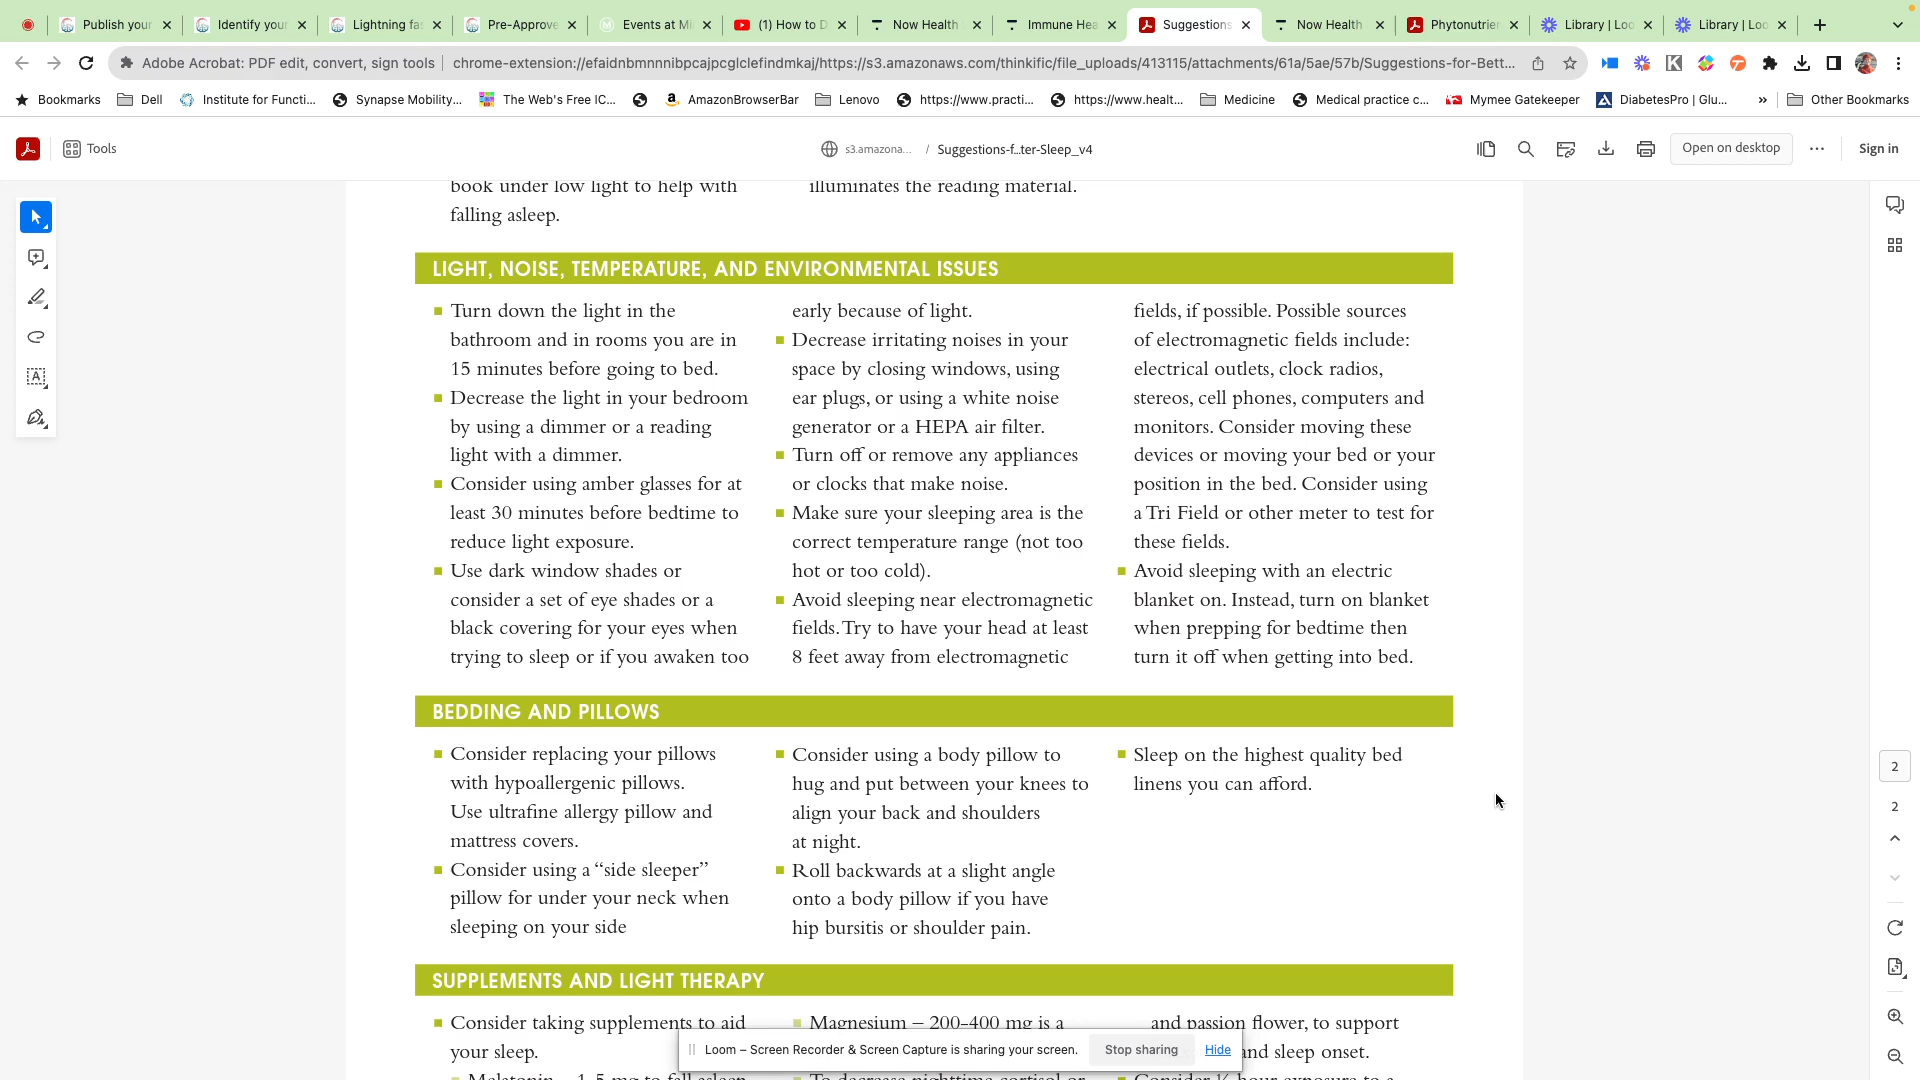 Publish your
Identify your
Lightning fa
Pre-Approve
Events at Mi
(1) How to D
Now Health
Immune Hea
Suggestions
Now Health
Phytonutrie
Library | Loo
Library | Loo
Adobe Acrobat: PDF edit, convert, sign tools
chrome-extension://efaidnbmnnnibpcajpcglclefindmkaj/https://s3.amazonaws.com/thinkific/file_uploads/413115/attachments/61a/5ae/57b/Suggestions-for-Bett...
Bookmarks
Dell
Institute for Functi...
Synapse Mobility...
The Web's Free IC...
AmazonBrowserBar
Lenovo
https://www.practi...
https://www.healt...
Medicine
Medical practice c...
Mymee Gatekeeper
DiabetesPro | Glu...
»
Other Bookmarks
Tools
s3.amazona...
/ Suggestions-f...ter-Sleep_v4
Open on desktop
Sign in
book under low light to help with
falling asleep.
illuminates the reading material.
LIGHT, NOISE, TEMPERATURE, AND ENVIRONMENTAL ISSUES
Turn down the light in the
bathroom and in rooms you are in
15 minutes before going to bed.
Decrease the light in your bedroom
by using a dimmer or a reading
light with a dimmer.
Consider using amber glasses for at
least 30 minutes before bedtime to
reduce light exposure.
Use dark window shades or
consider a set of eye shades or a
black covering for your eyes when
trying to sleep or if you awaken too
early because of light.
Decrease irritating noises in your
space by closing windows, using
ear plugs, or using a white noise
generator or a HEPA air filter.
Turn off or remove any appliances
or clocks that make noise.
Make sure your sleeping area is the
correct temperature range (not too
hot or too cold).
Avoid sleeping near electromagnetic
fields. Try to have your head at least
8 feet away from electromagnetic
fields, if possible. Possible sources
of electromagnetic fields include:
electrical outlets, clock radios,
stereos, cell phones, computers and
monitors. Consider moving these
devices or moving your bed or your
position in the bed. Consider using
a Tri Field or other meter to test for
these fields.
Avoid sleeping with an electric
blanket on. Instead, turn on blanket
when prepping for bedtime then
turn it off when getting into bed.
BEDDING AND PILLOWS
Consider replacing your pillows
with hypoallergenic pillows.
Use ultrafine allergy pillow and
mattress covers.
Consider using a “side sleeper”
pillow for under your neck when
sleeping on your side
Consider using a body pillow to
hug and put between your knees to
align your back and shoulders
at night.
Roll backwards at a slight angle
onto a body pillow if you have
hip bursitis or shoulder pain.
Sleep on the highest quality bed
linens you can afford.
2
2
SUPPLEMENTS AND LIGHT THERAPY
Consider taking supplements to aid
your sleep.
Melatonin – 1-5 mg to fall asleep
Magnesium – 200-400 mg is a
To decrease nighttime cortisol or
and passion flower, to support
and sleep onset.
Consider ½ hour exposure to a
Loom – Screen Recorder & Screen Capture is sharing your screen.
Stop sharing
Hide